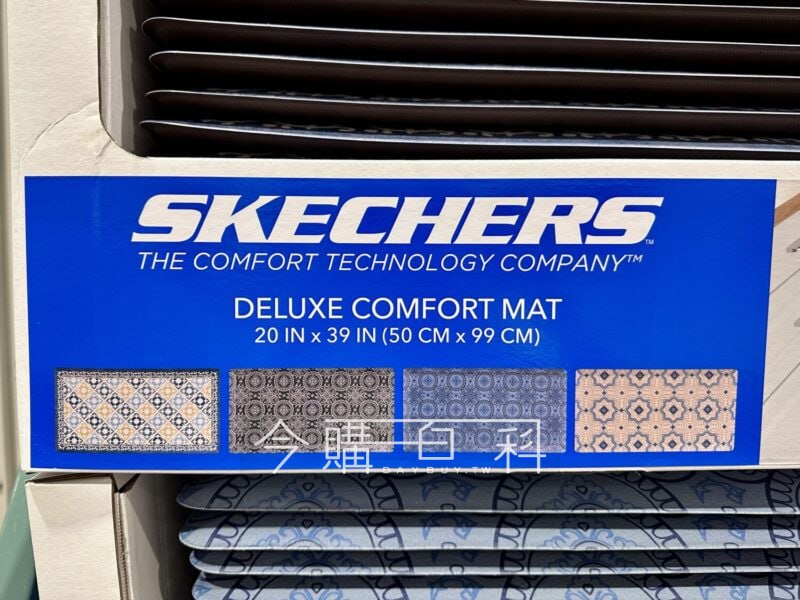 SKECHERS™
THE COMFORT TECHNOLOGY COMPANY™
DELUXE COMFORT MAT
20 IN x 39 IN (50 CM x 99 CM)
今購百科
DAYBUY.TW